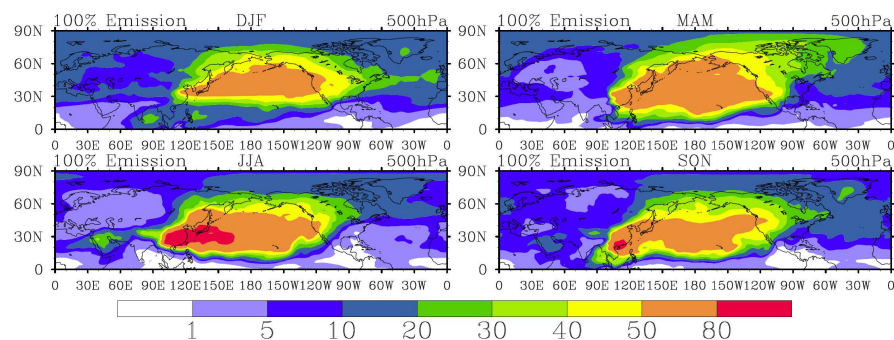 100% Emission DJF 500hPa
90N
60N
30N
0
0 30E 60E 90E 120E 150E 180 150W 120W 90W 60W 30W 0
100% Emission MAM 500hPa
90N
60N
30N
0
0 30E 60E 90E 120E 150E 180 150W 120W 90W 60W 30W 0
100% Emission JJA 500hPa
90N
60N
30N
0
0 30E 60E 90E 120E 150E 180 150W 120W 90W 60W 30W 0
100% Emission SON 500hPa
90N
60N
30N
0
0 30E 60E 90E 120E 150E 180 150W 120W 90W 60W 30W 0
1 5 10 20 30 40 50 80